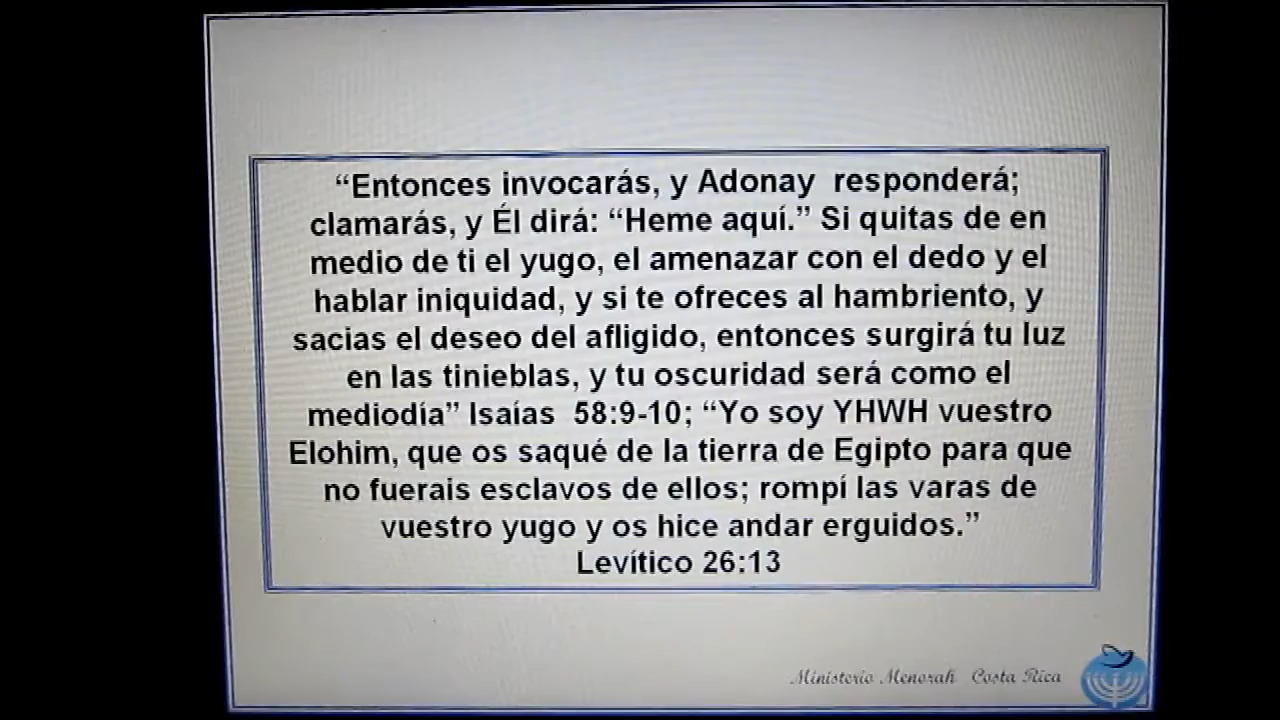 “Entonces invocarás, y Adonay responderá;
clamarás, y Él dirá: “Heme aquí.” Si quitas de en
medio de ti el yugo, el amenazar con el dedo y el
hablar iniquidad, y si te ofreces al hambriento, y
sacias el deseo del afligido, entonces surgirá tu luz
en las tinieblas, y tu oscuridad será como el
mediodía” Isaías 58:9-10; “Yo soy YHWH vuestro
Elohim, que os saqué de la tierra de Egipto para que
no fuerais esclavos de ellos; rompí las varas de
vuestro yugo y os hice andar erguidos.”
Levítico 26:13
Ministerio Menorah Costa Rica